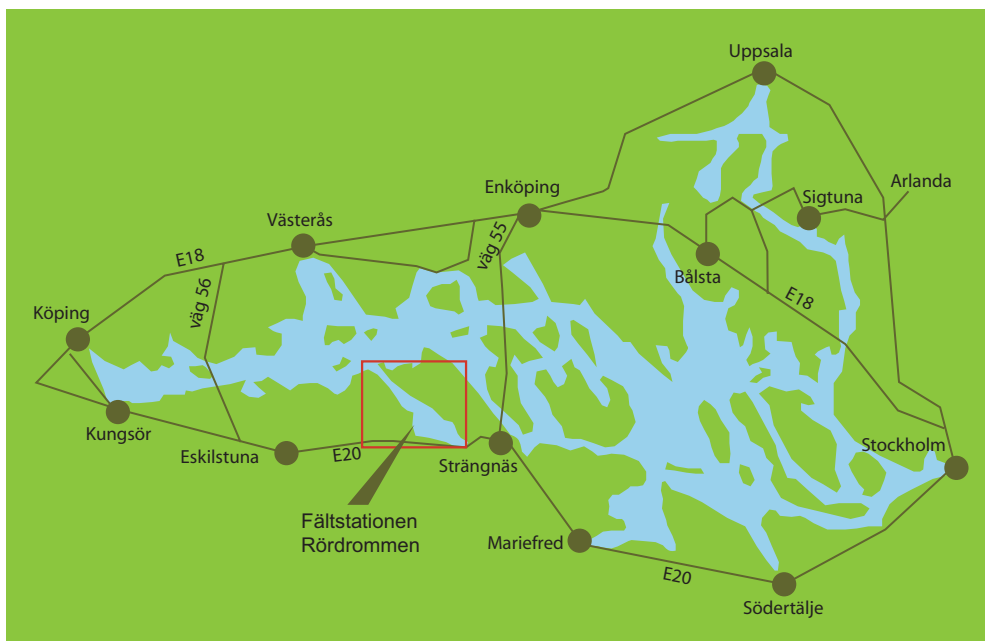 Uppsala
Enköping
Sigtuna
Arlanda
Västerås
väg 55
E18
Bålsta
väg 56
E18
Köping
Kungsör
Eskilstuna
E20
Strängnäs
Stockholm
Fältstationen
Rördrommen
Mariefred
E20
Södertälje